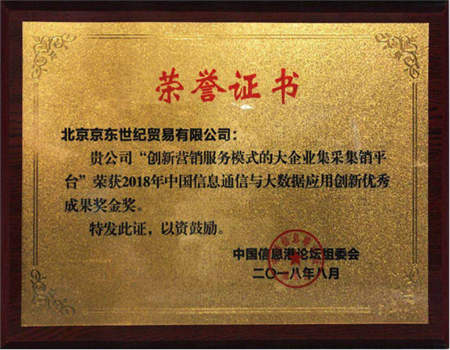 荣誉证书
北京京东世纪贸易有限公司：
贵公司“创新营销服务模式的大企业集采集销平
台”荣获2018年中国信息通信与大数据应用创新优秀
成果奖金奖。
特发此证，以资鼓励。
中国信息港论坛组委会
二〇一八年八月